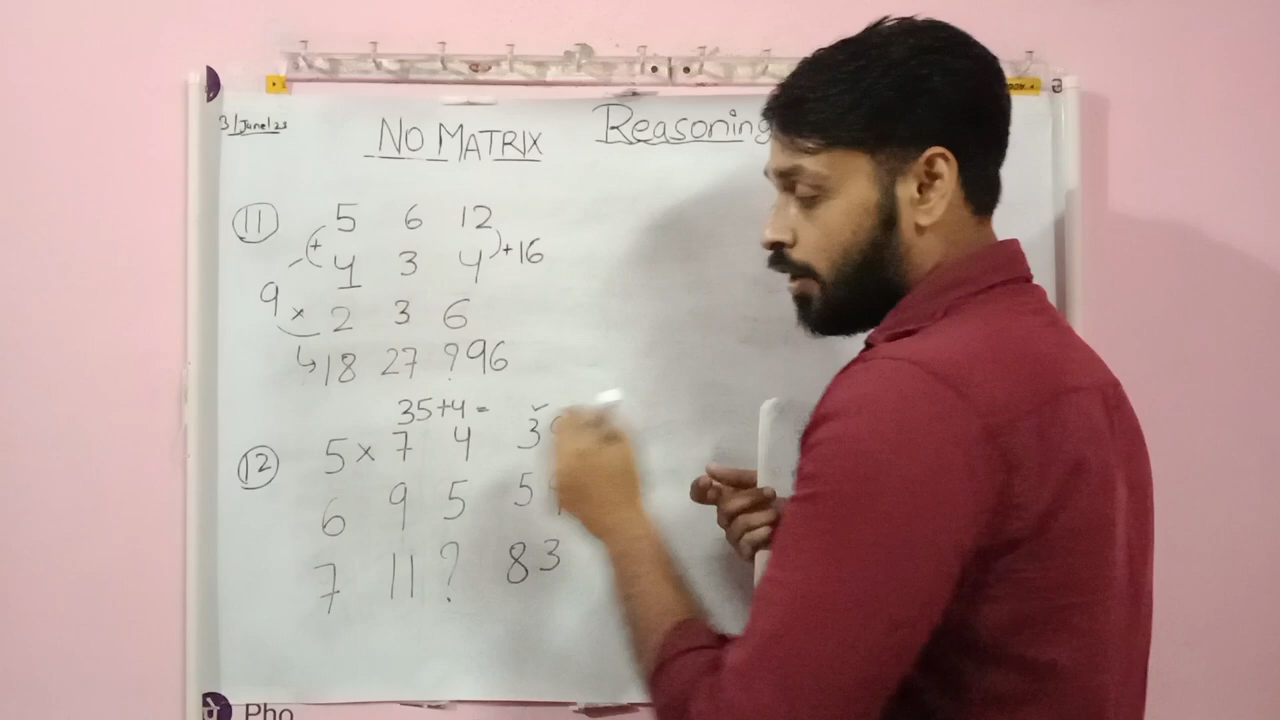 3/June/23
NO MATRIX
Reasoning
11 5 6 12
+ 4 3 4 +16
9 × 2 3 6
18 27 ? 96
35+4=
12 5 × 7 4 3
6 9 5 5
7 11 ? 83
Pho